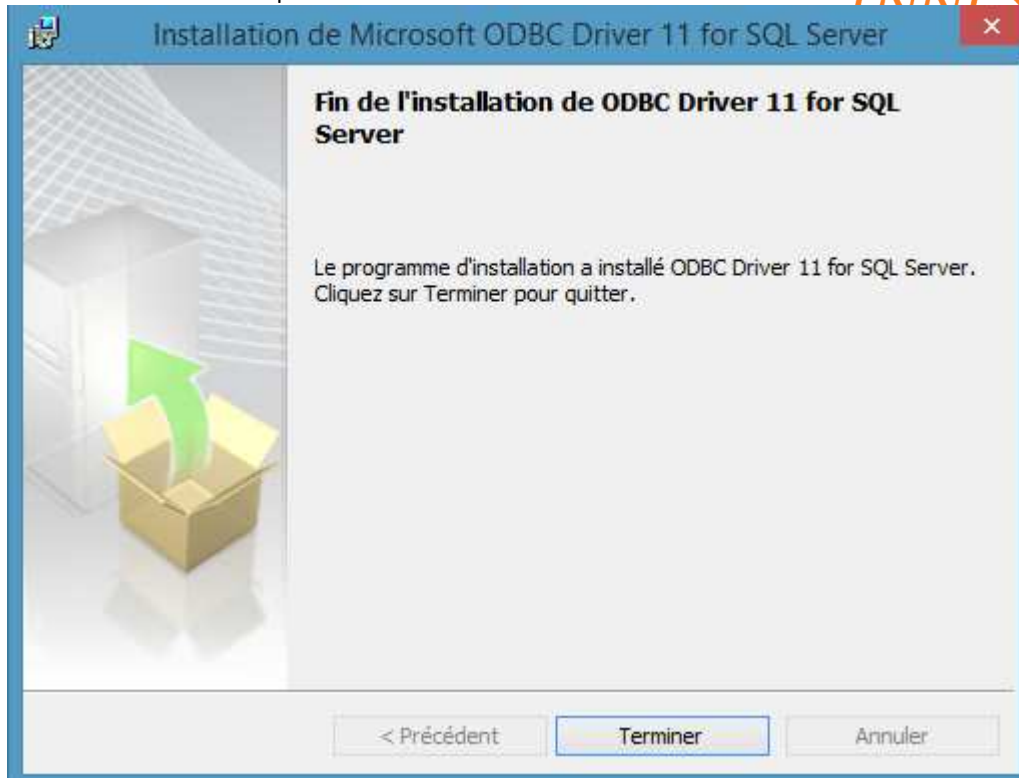 Installation de Microsoft ODBC Driver 11 for SQL Server
Fin de l'installation de ODBC Driver 11 for SQL
Server
Le programme d'installation a installé ODBC Driver 11 for SQL Server.
Cliquez sur Terminer pour quitter.
< Précédent
Terminer
Annuler